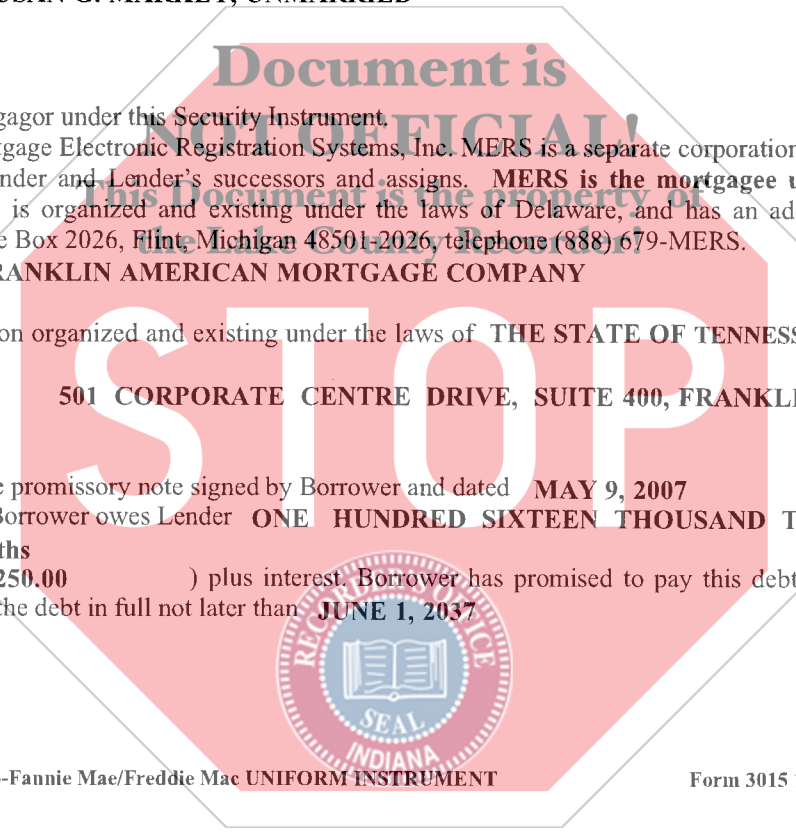 UNMARRIED
Document is
gagor under this Security Instrument.
NOT OFFICIAL!
gage Electronic Registration Systems, Inc. MERS is a separate corporation
nder and Lender's successors and assigns. MERS is the mortgagee u
This Document is the property of
is organized and existing under the laws of Delaware, and has an ad
e Box 2026, Flint, Michigan 48501-2026, telephone (888) 679-MERS.
the Lake County Recorder!
RANKLIN AMERICAN MORTGAGE COMPANY
on organized and existing under the laws of THE STATE OF TENNESS
STOP
501 CORPORATE CENTRE DRIVE, SUITE 400, FRANKLI
e promissory note signed by Borrower and dated MAY 9, 2007
Borrower owes Lender ONE HUNDRED SIXTEEN THOUSAND T
ths
250.00 ) plus interest. Borrower has promised to pay this debt
the debt in full not later than JUNE 1, 2037
RECORDER'S OFFICE
SEAL
INDIANA
--Fannie Mae/Freddie Mac UNIFORM INSTRUMENT Form 3015